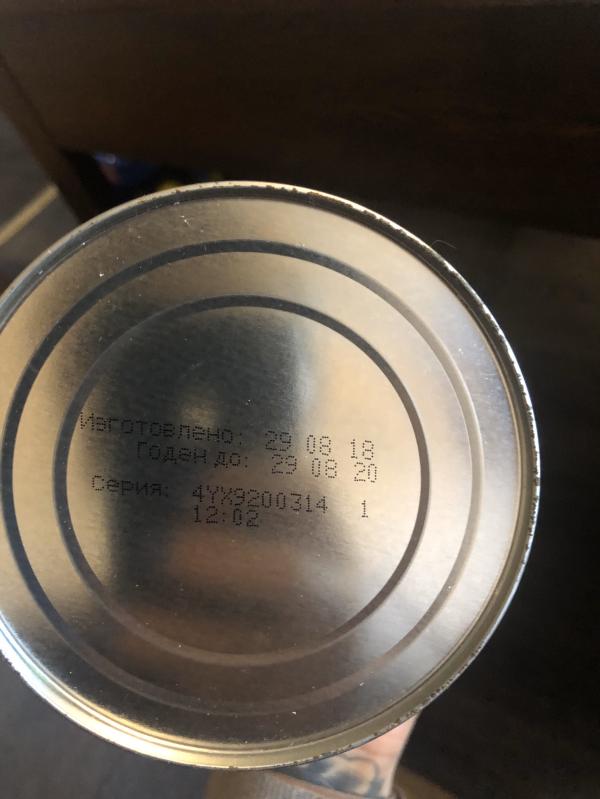 Изготовлено: 29 08 18
Годен до: 29 08 20
Серия: 4YX9200314 1
12:02